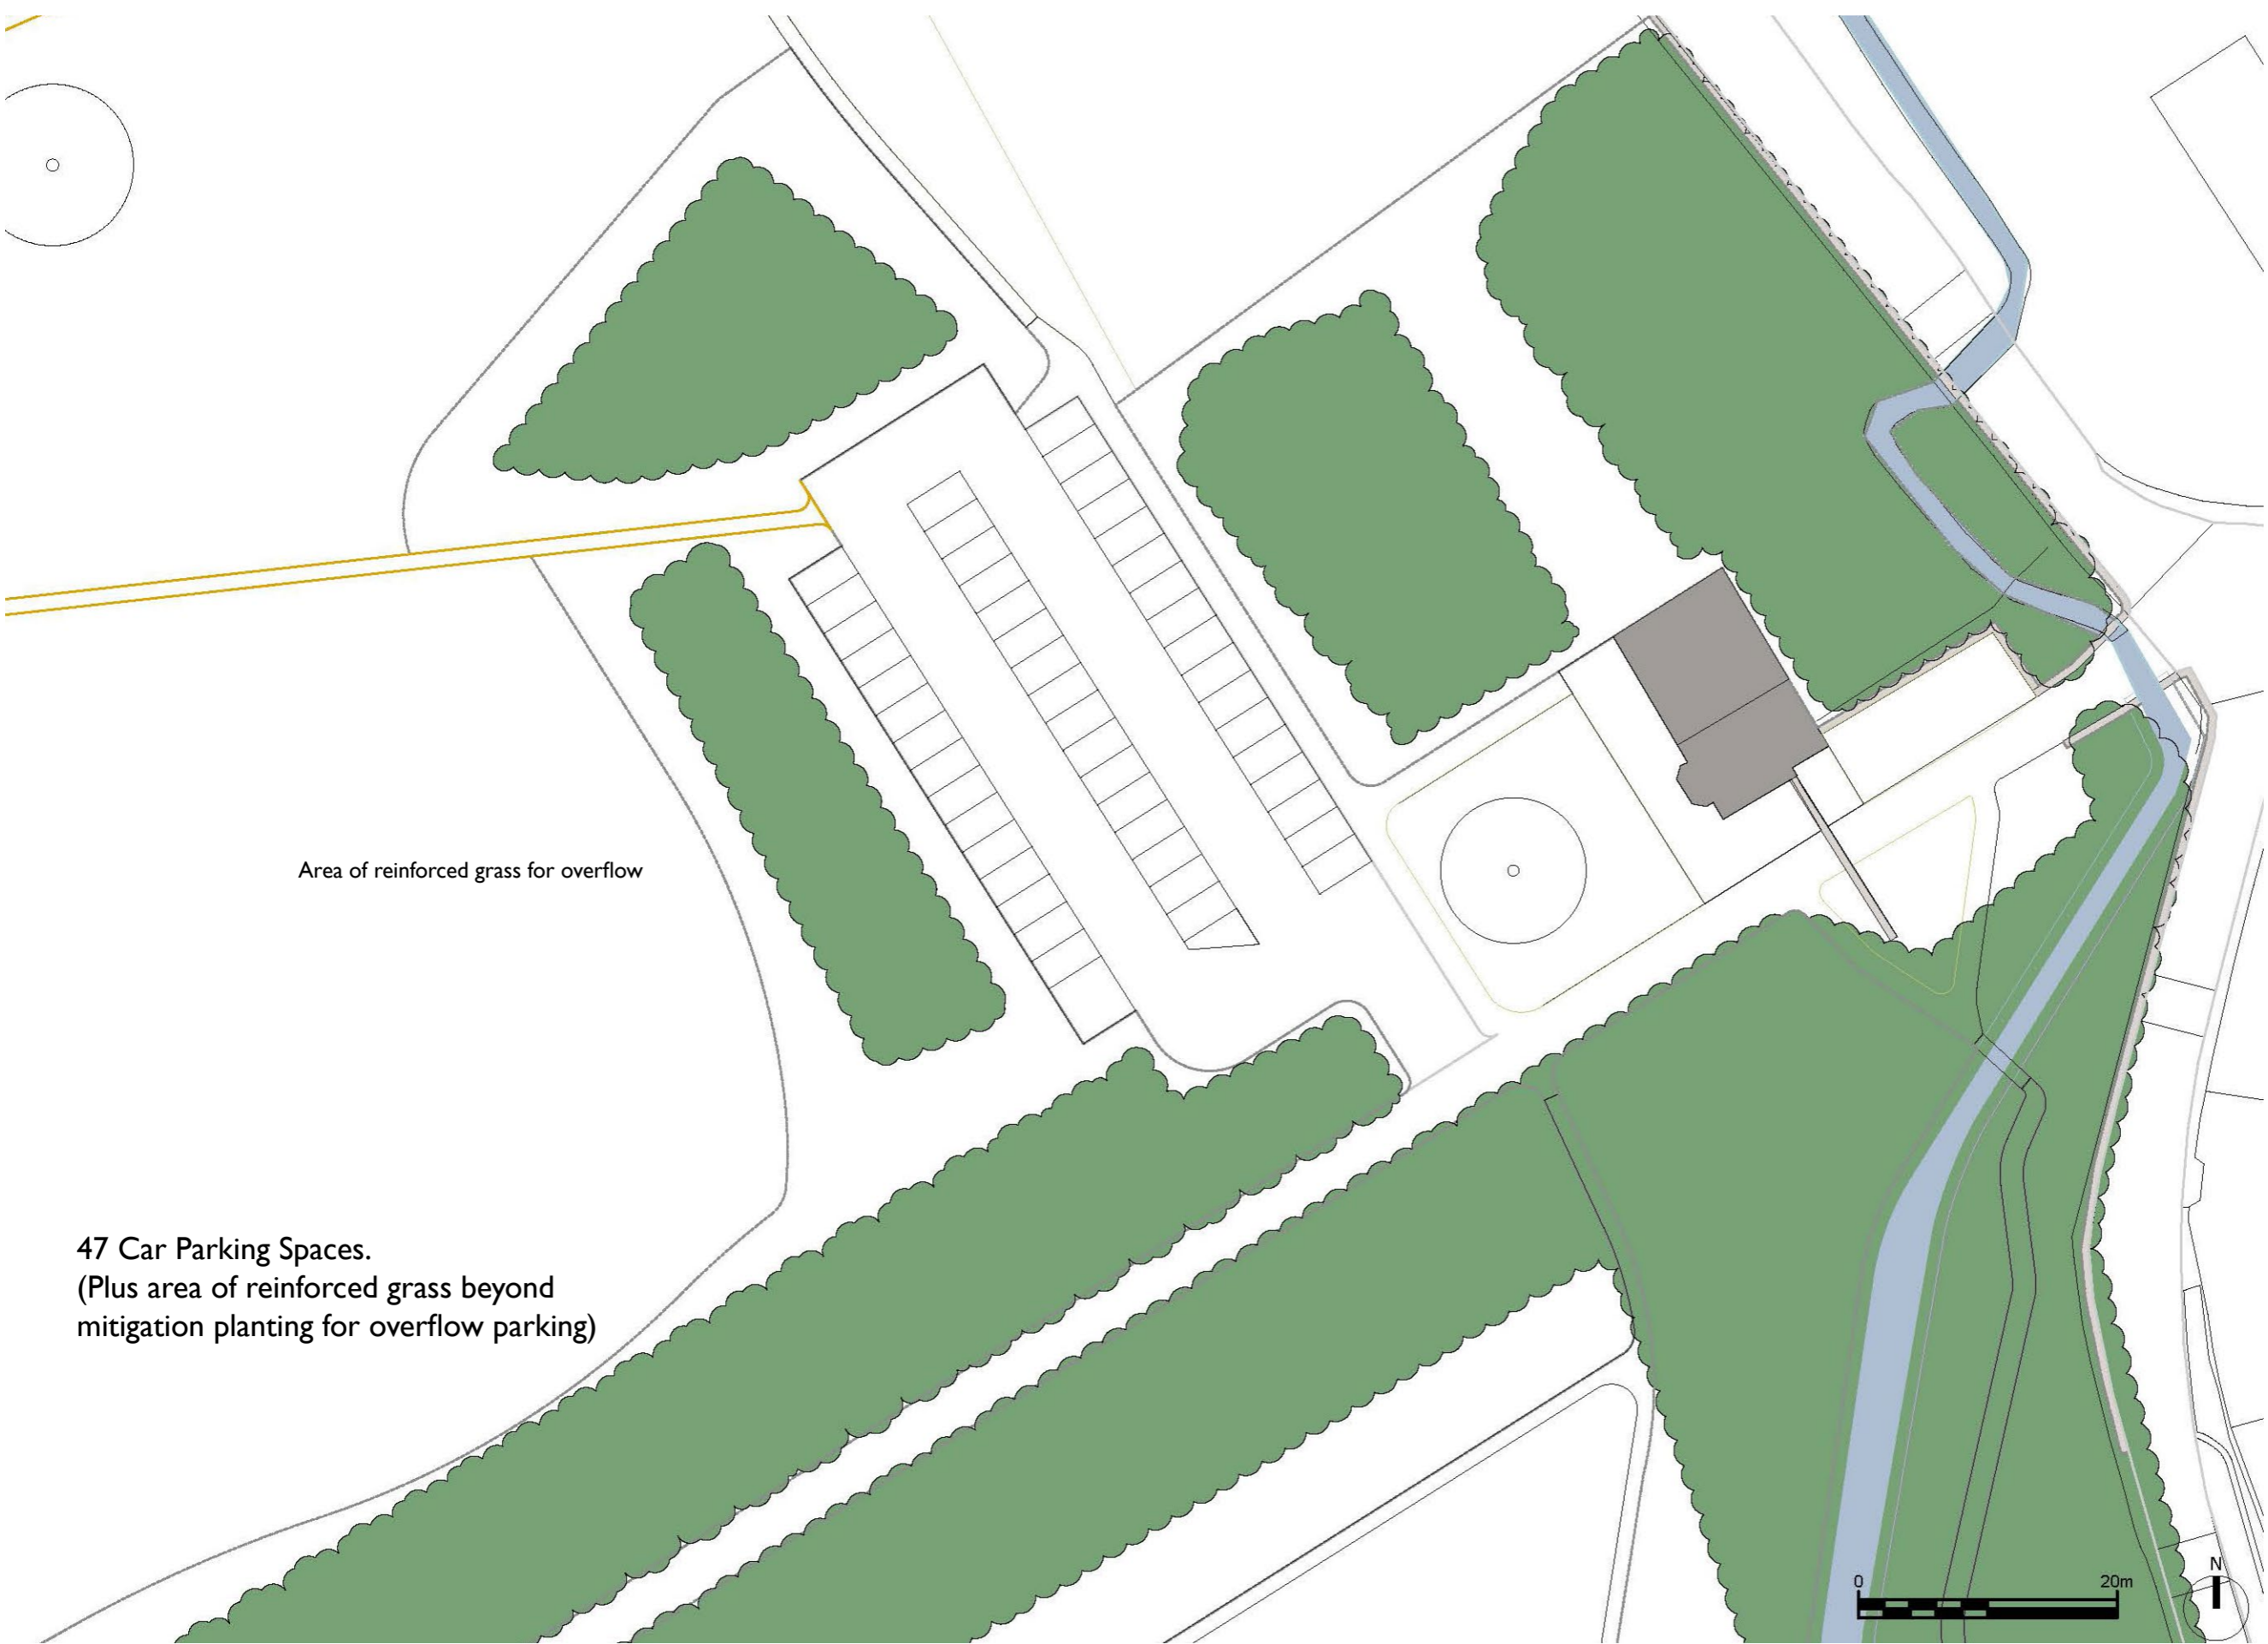 Area of reinforced grass for overflow
47 Car Parking Spaces.
(Plus area of reinforced grass beyond
mitigation planting for overflow parking)
0 20m
N